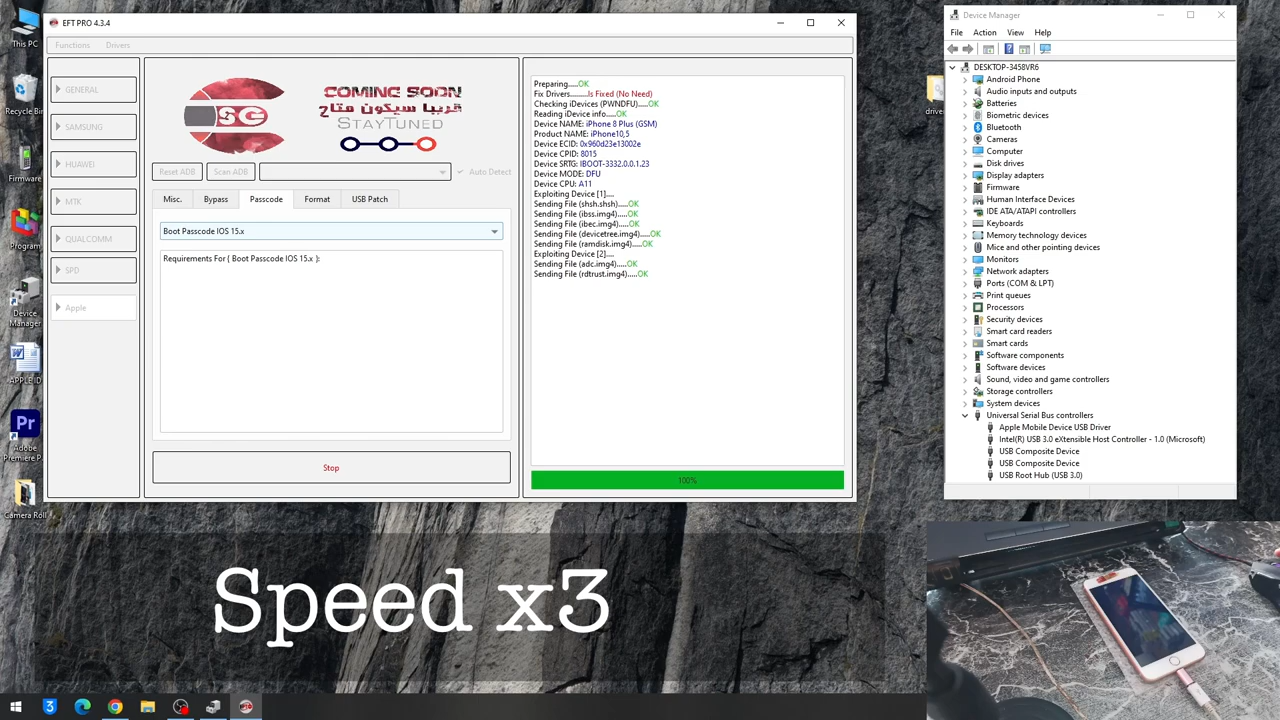 This PC
Recycle Bin
Firmware
Program
Device
Manager
APPLE ID
Adobe
Premiere P
Camera Roll
EFT PRO 4.3.4
Functions
Drivers
GENERAL
SAMSUNG
HUAWEI
MTK
QUALCOMM
SPD
Apple
SG
COMING SOON
قريبا سيكون متاح
STAYTUNED
Reset ADB
Scan ADB
Auto Detect
Misc.
Bypass
Passcode
Format
USB Patch
Boot Passcode IOS 15.x
Requirements For ( Boot Passcode IOS 15.x ):
Stop
Preparing.....OK
Fix Drivers.........Is Fixed (No Need)
Checking iDevices (PWNDFU).....OK
Reading iDevice info.....OK
Device NAME: iPhone 8 Plus (GSM)
Product NAME: iPhone10,5
Device ECID: 0x960d23e13002e
Device CPID: 8015
Device SRTG: IBOOT-3332.0.0.1.23
Device MODE: DFU
Device CPU: A11
Exploiting Device [1]....
Sending File (shsh.shsh).....OK
Sending File (ibss.img4).....OK
Sending File (ibec.img4).....OK
Sending File (devicetree.img4).....OK
Sending File (ramdisk.img4).....OK
Exploiting Device [2]....
Sending File (adc.img4).....OK
Sending File (rdtrust.img4).....OK
100%
Device Manager
File
Action
View
Help
DESKTOP-3458VR6
Android Phone
Audio inputs and outputs
Batteries
Biometric devices
Bluetooth
Cameras
Computer
Disk drives
Display adapters
Firmware
Human Interface Devices
IDE ATA/ATAPI controllers
Keyboards
Memory technology devices
Mice and other pointing devices
Monitors
Network adapters
Ports (COM & LPT)
Print queues
Processors
Security devices
Smart card readers
Smart cards
Software components
Software devices
Sound, video and game controllers
Storage controllers
System devices
Universal Serial Bus controllers
Apple Mobile Device USB Driver
Intel(R) USB 3.0 eXtensible Host Controller - 1.0 (Microsoft)
USB Composite Device
USB Composite Device
USB Root Hub (USB 3.0)
Speed x3